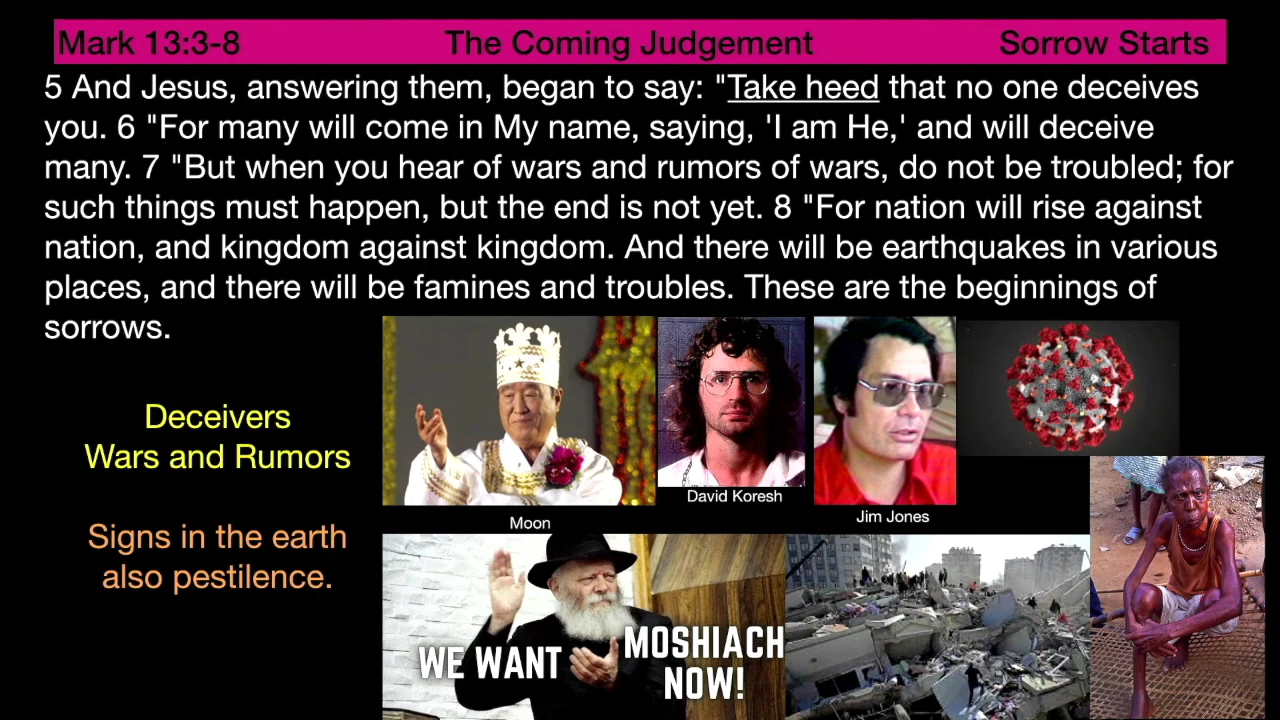 Mark 13:3-8 The Coming Judgement Sorrow Starts
5 And Jesus, answering them, began to say: "Take heed that no one deceives
you. 6 "For many will come in My name, saying, 'I am He,' and will deceive
many. 7 "But when you hear of wars and rumors of wars, do not be troubled; for
such things must happen, but the end is not yet. 8 "For nation will rise against
nation, and kingdom against kingdom. And there will be earthquakes in various
places, and there will be famines and troubles. These are the beginnings of
sorrows.
Deceivers
Wars and Rumors
Signs in the earth
also pestilence.
Moon
David Koresh
Jim Jones
WE WANT
MOSHIACH
NOW!